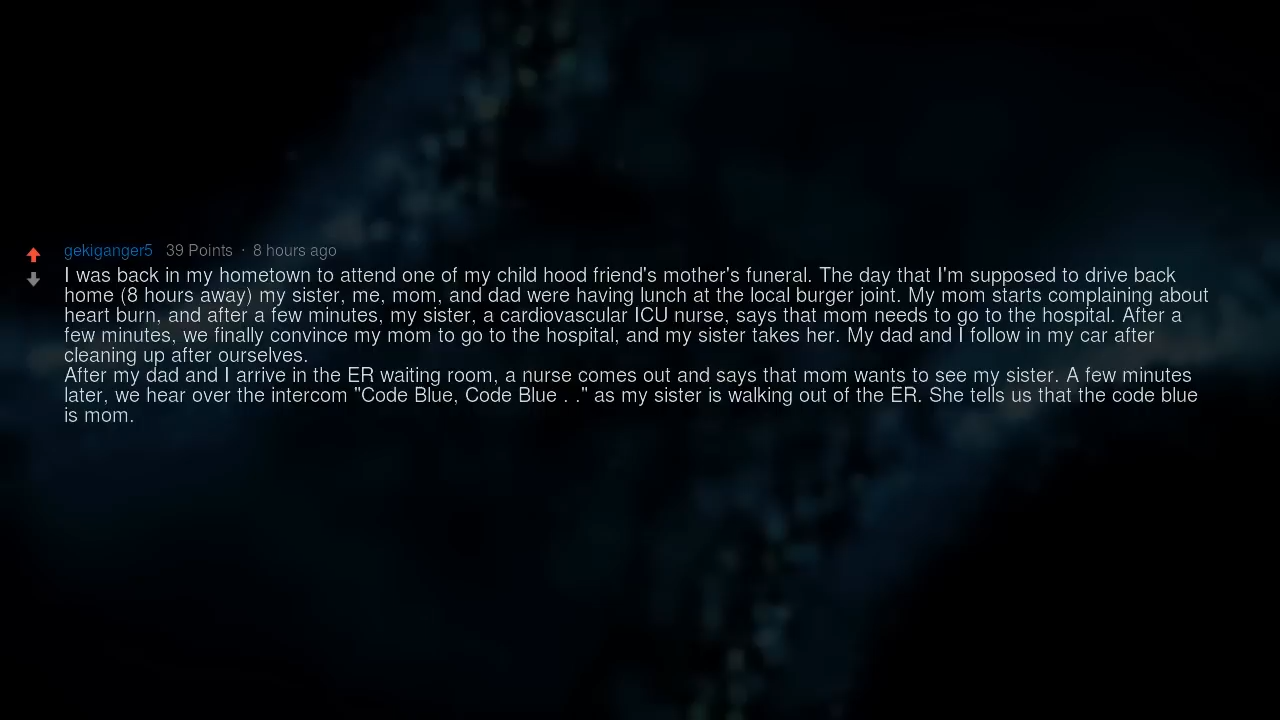 gekiganger5 39 Points · 8 hours ago
I was back in my hometown to attend one of my child hood friend's mother's funeral. The day that I'm supposed to drive back
home (8 hours away) my sister, me, mom, and dad were having lunch at the local burger joint. My mom starts complaining about
heart burn, and after a few minutes, my sister, a cardiovascular ICU nurse, says that mom needs to go to the hospital. After a
few minutes, we finally convince my mom to go to the hospital, and my sister takes her. My dad and I follow in my car after
cleaning up after ourselves.
After my dad and I arrive in the ER waiting room, a nurse comes out and says that mom wants to see my sister. A few minutes
later, we hear over the intercom "Code Blue, Code Blue . ." as my sister is walking out of the ER. She tells us that the code blue
is mom.